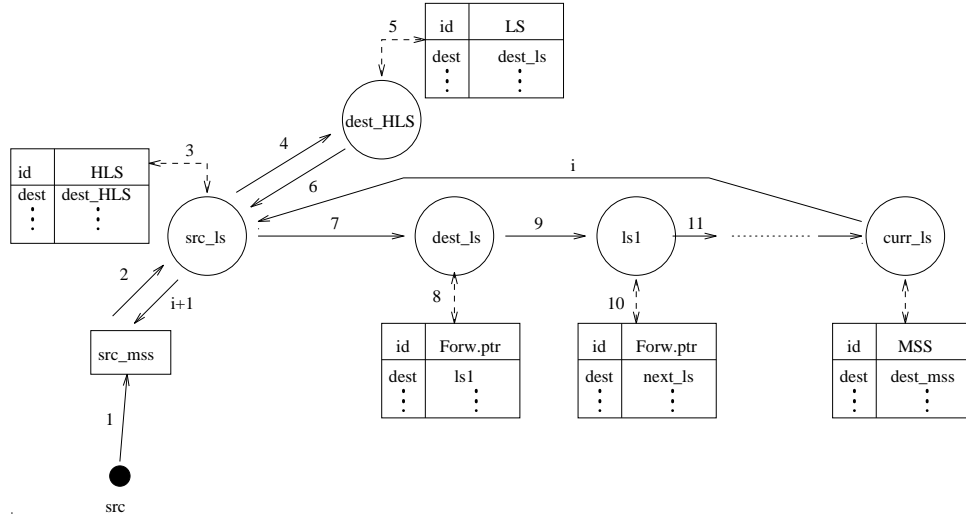 5
id LS
dest dest_ls
dest_HLS
3
4
6
id HLS
dest dest_HLS
i
src_ls
7
dest_ls
9
ls1
11
curr_ls
2
i+1
8
10
src_mss
id Forw.ptr
dest ls1
id Forw.ptr
dest next_ls
id MSS
dest dest_mss
1
src